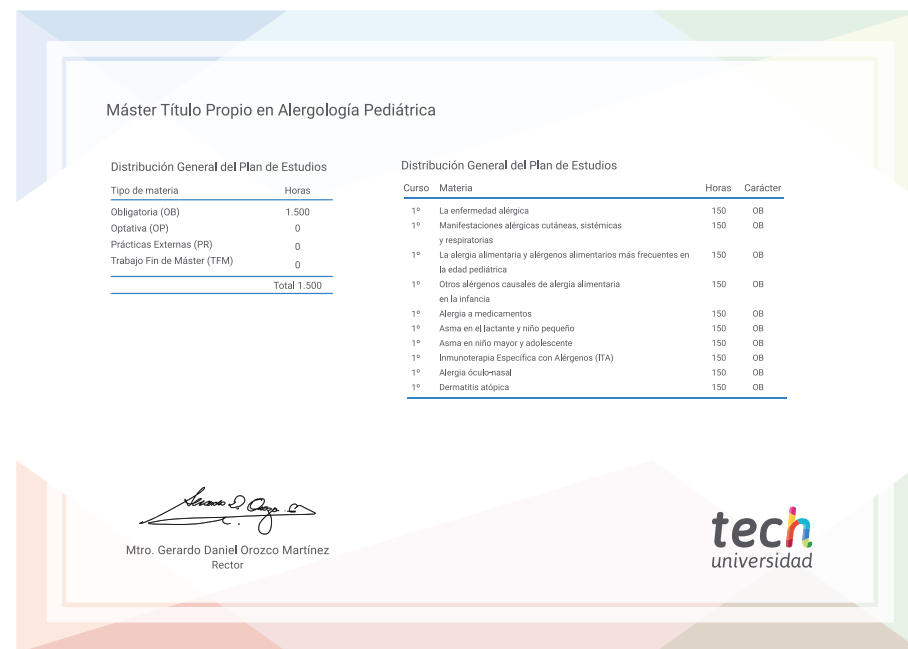 Máster Título Propio en Alergología Pediátrica
Distribución General del Plan de Estudios
Tipo de materia Horas
Obligatoria (OB) 1.500
Optativa (OP) 0
Prácticas Externas (PR) 0
Trabajo Fin de Máster (TFM) 0
Total 1.500
Distribución General del Plan de Estudios
Curso Materia Horas Carácter
1º La enfermedad alérgica 150 OB
1º Manifestaciones alérgicas cutáneas, sistémicas 150 OB
y respiratorias
1º La alergia alimentaria y alérgenos alimentarios más frecuentes en 150 OB
la edad pediátrica
1º Otros alérgenos causales de alergia alimentaria 150 OB
en la infancia
1º Alergia a medicamentos 150 OB
1º Asma en el lactante y niño pequeño 150 OB
1º Asma en niño mayor y adolescente 150 OB
1º Inmunoterapia Específica con Alérgenos (ITA) 150 OB
1º Alergia óculo-nasal 150 OB
1º Dermatitis atópica 150 OB
Mtro. Gerardo Daniel Orozco Martínez
Rector
tech
universidad